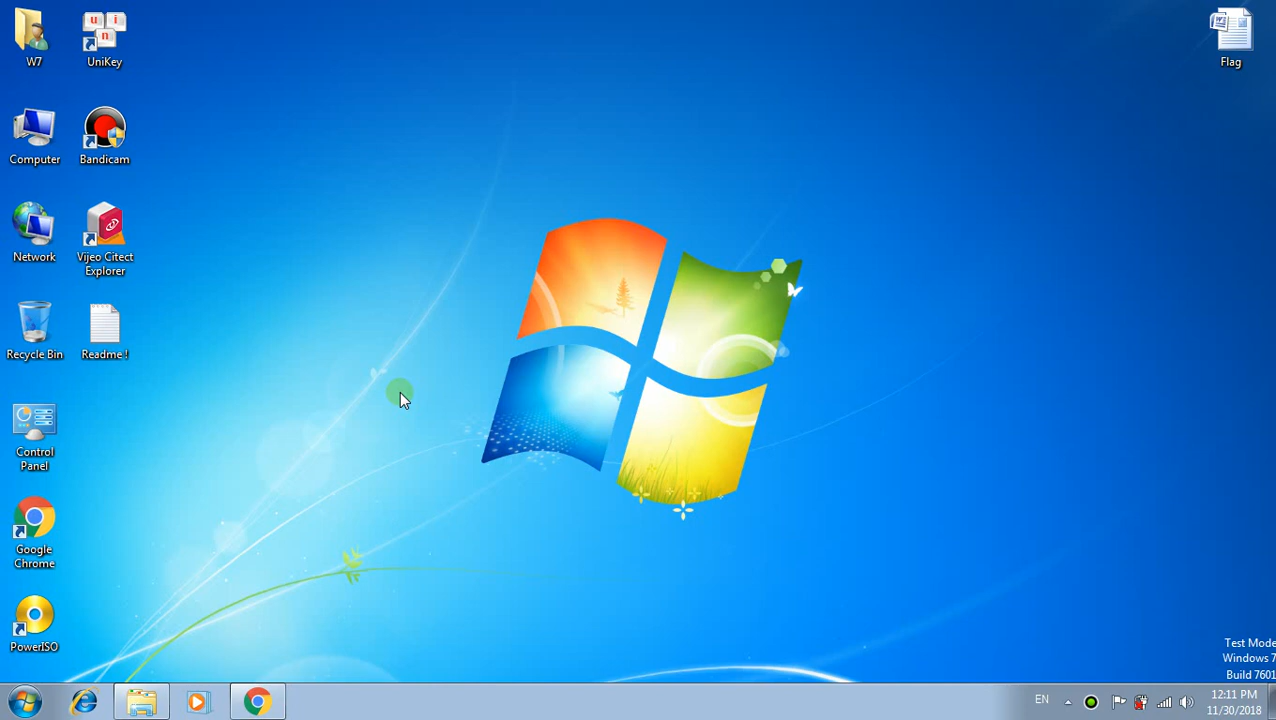 W7
UniKey
Flag
Computer
Bandicam
Network
Vijeo Citect
Explorer
Recycle Bin
Readme !
Control
Panel
Google
Chrome
PowerISO
Test Mode
Windows 7
Build 7601
EN
12:11 PM
11/30/2018